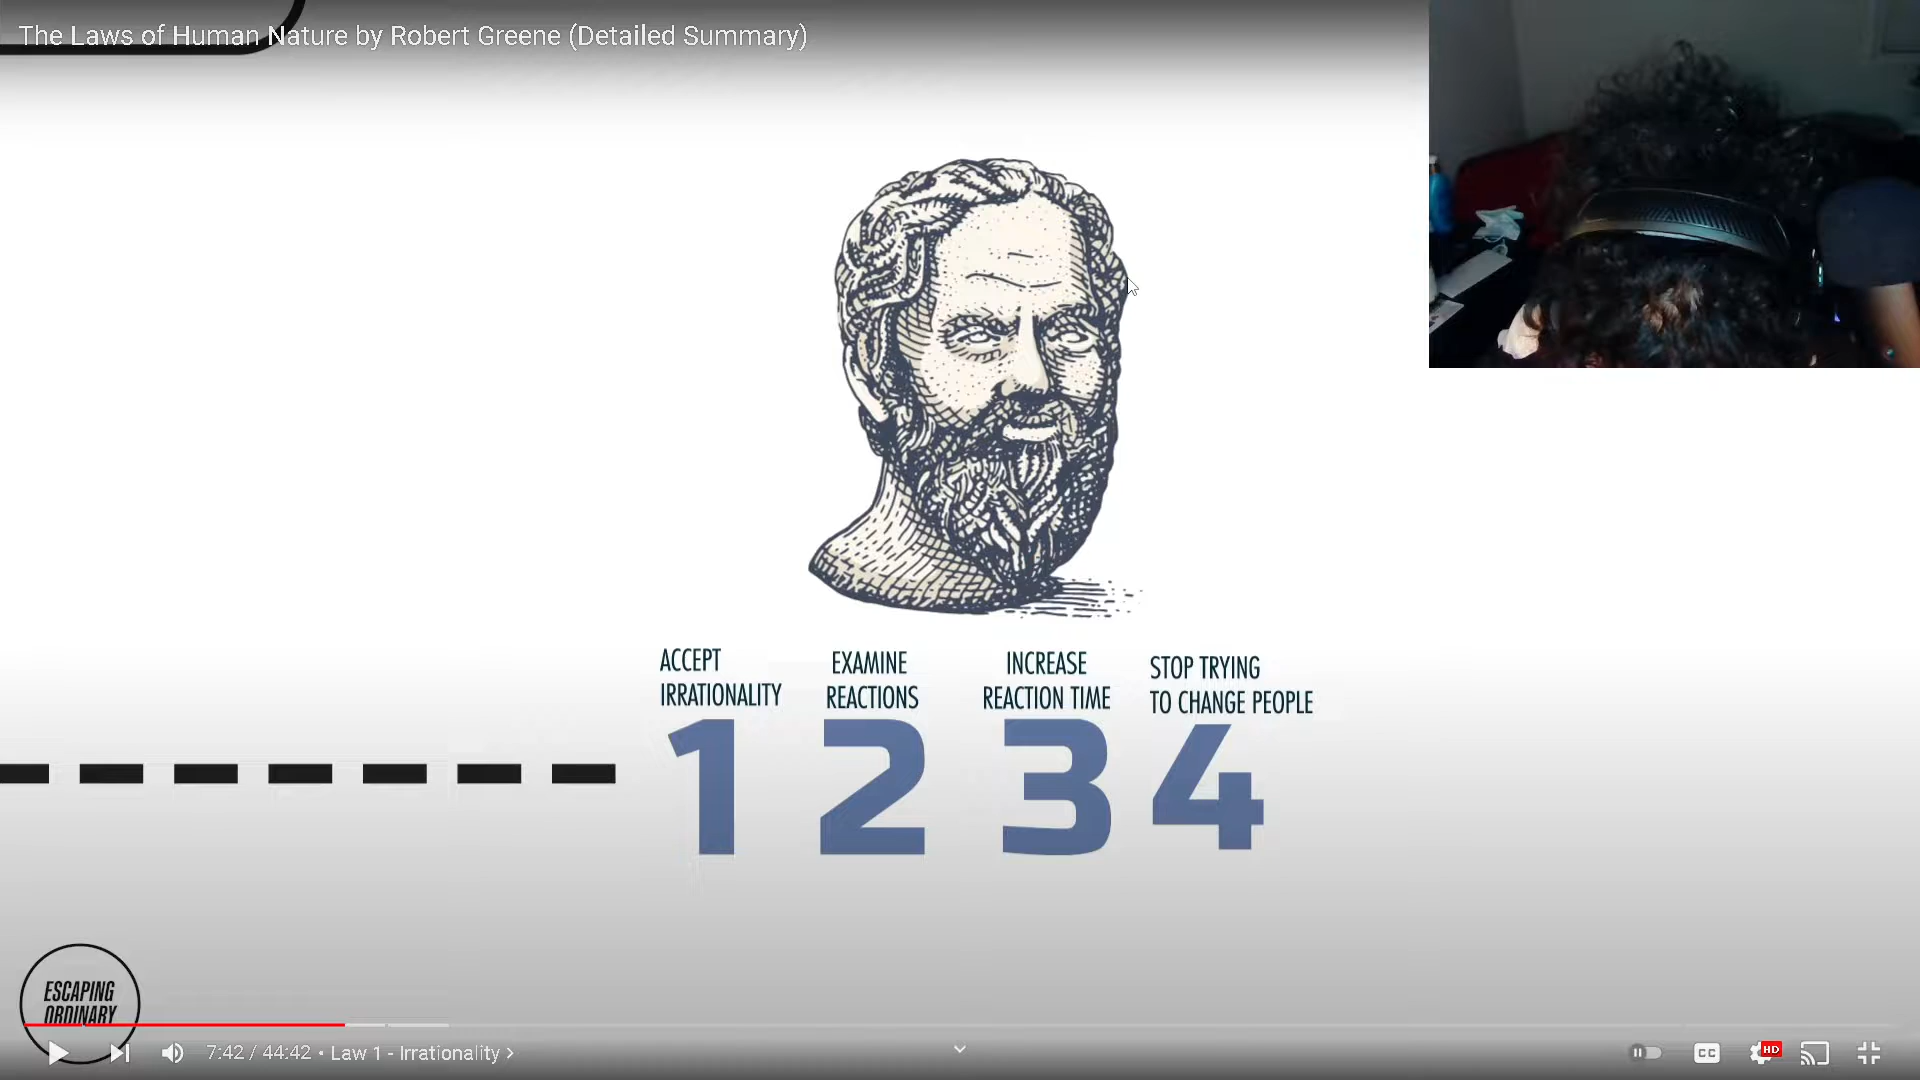 The Laws of Human Nature by Robert Greene (Detailed Summary)
ACCEPT
IRRATIONALITY
EXAMINE
REACTIONS
INCREASE
REACTION TIME
STOP TRYING
TO CHANGE PEOPLE
1 2 3 4
ESCAPING
ORDINARY
7:42 / 44:42 • Law 1 - Irrationality >
CC
HD